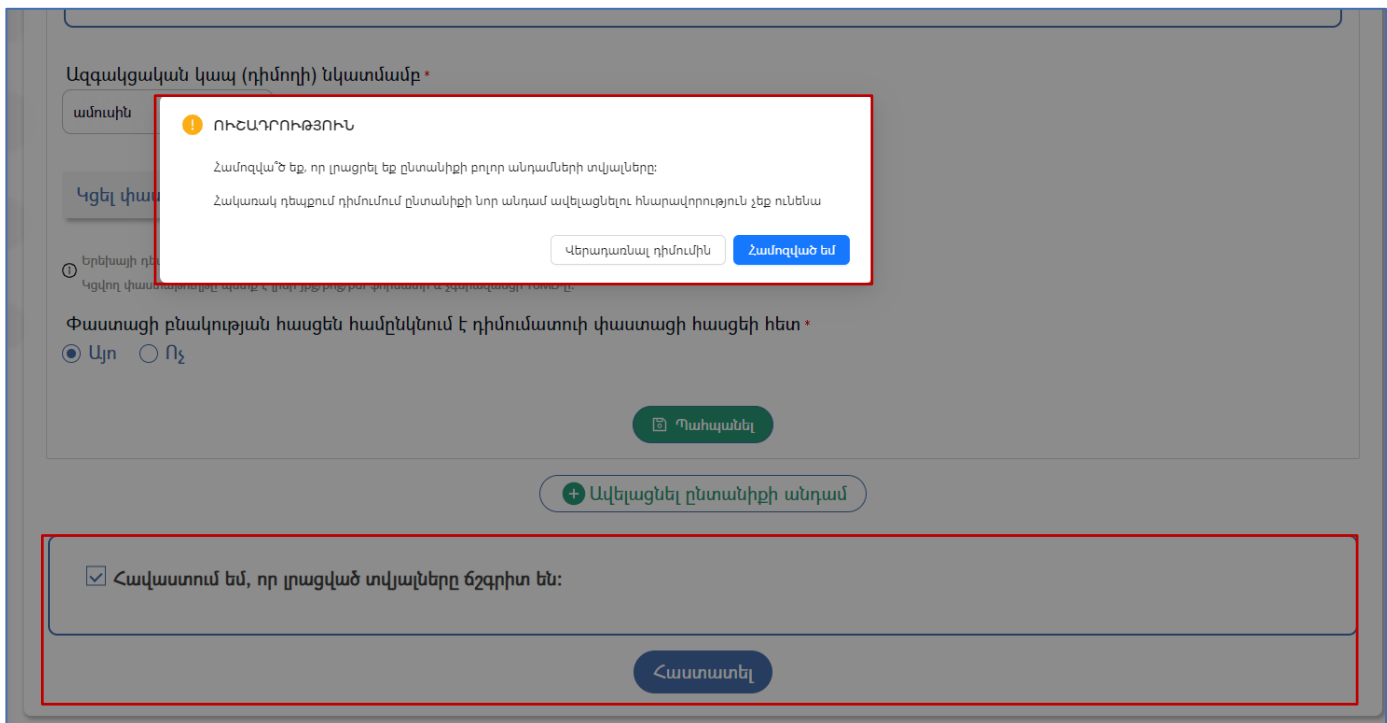 Ազգակցական կապ (դիմողի) նկատմամբ *
ամուսին
ՈՒՇԱԴՐՈՒԹՅՈՒՆ
Համոզվա՞ծ եք, որ լրացրել եք ընտանիքի բոլոր անդամների տվյալները:
Հակառակ դեպքում դիմումում ընտանիքի նոր անդամ ավելացնելու հնարավորություն չեք ունենա
Վերադառնալ դիմումին
Համոզված եմ
Կցել
Երեխայի
Կցվող
Փաստացի բնակության հասցեն համընկնում է դիմումատուի փաստացի հասցեի հետ *
Այո
Ոչ
Պահպանել
Ավելացնել ընտանիքի անդամ
Հավաստում եմ, որ լրացված տվյալները ճշգրիտ են:
Հաստատել